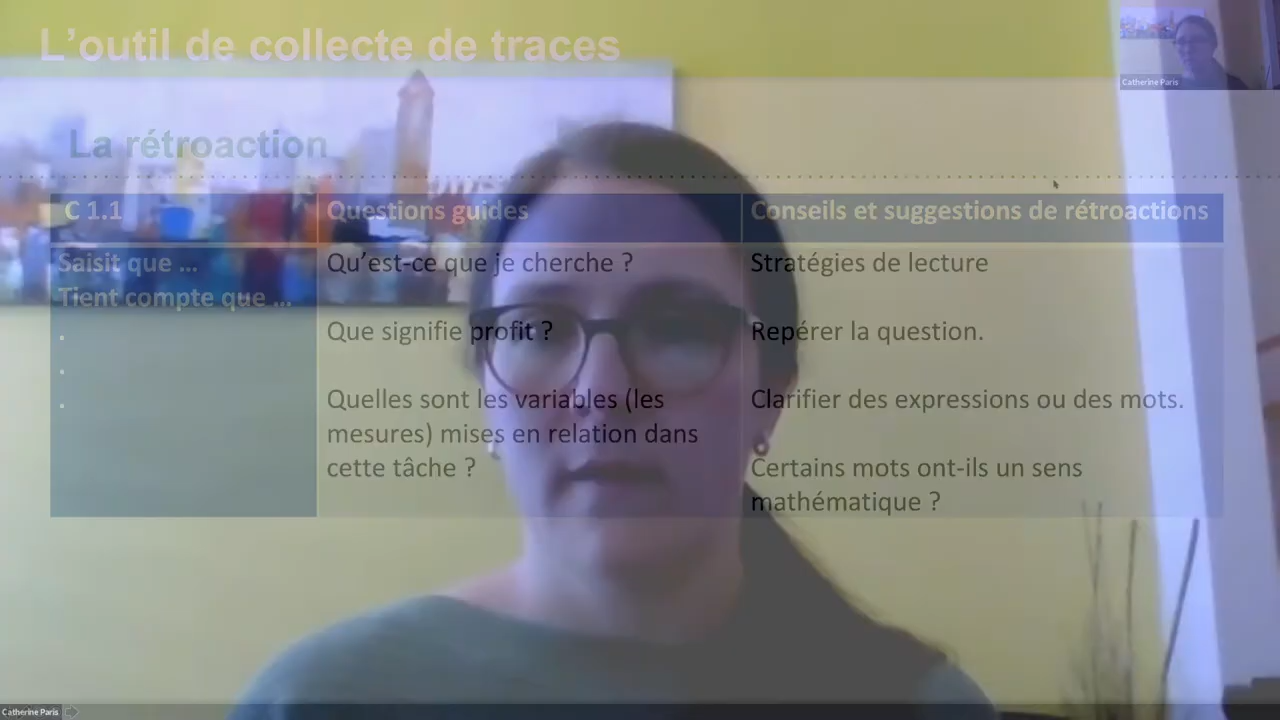 L’outil de collecte de traces
Catherine Paris
La rétroaction
C 1.1
Questions guides
Conseils et suggestions de rétroactions
Saisit que ...
Tient compte que ...
.
.
.
Qu’est-ce que je cherche ?
Que signifie profit ?
Quelles sont les variables (les
mesures) mises en relation dans
cette tâche ?
Stratégies de lecture
Repérer la question.
Clarifier des expressions ou des mots.
Certains mots ont-ils un sens
mathématique ?
Catherine Paris